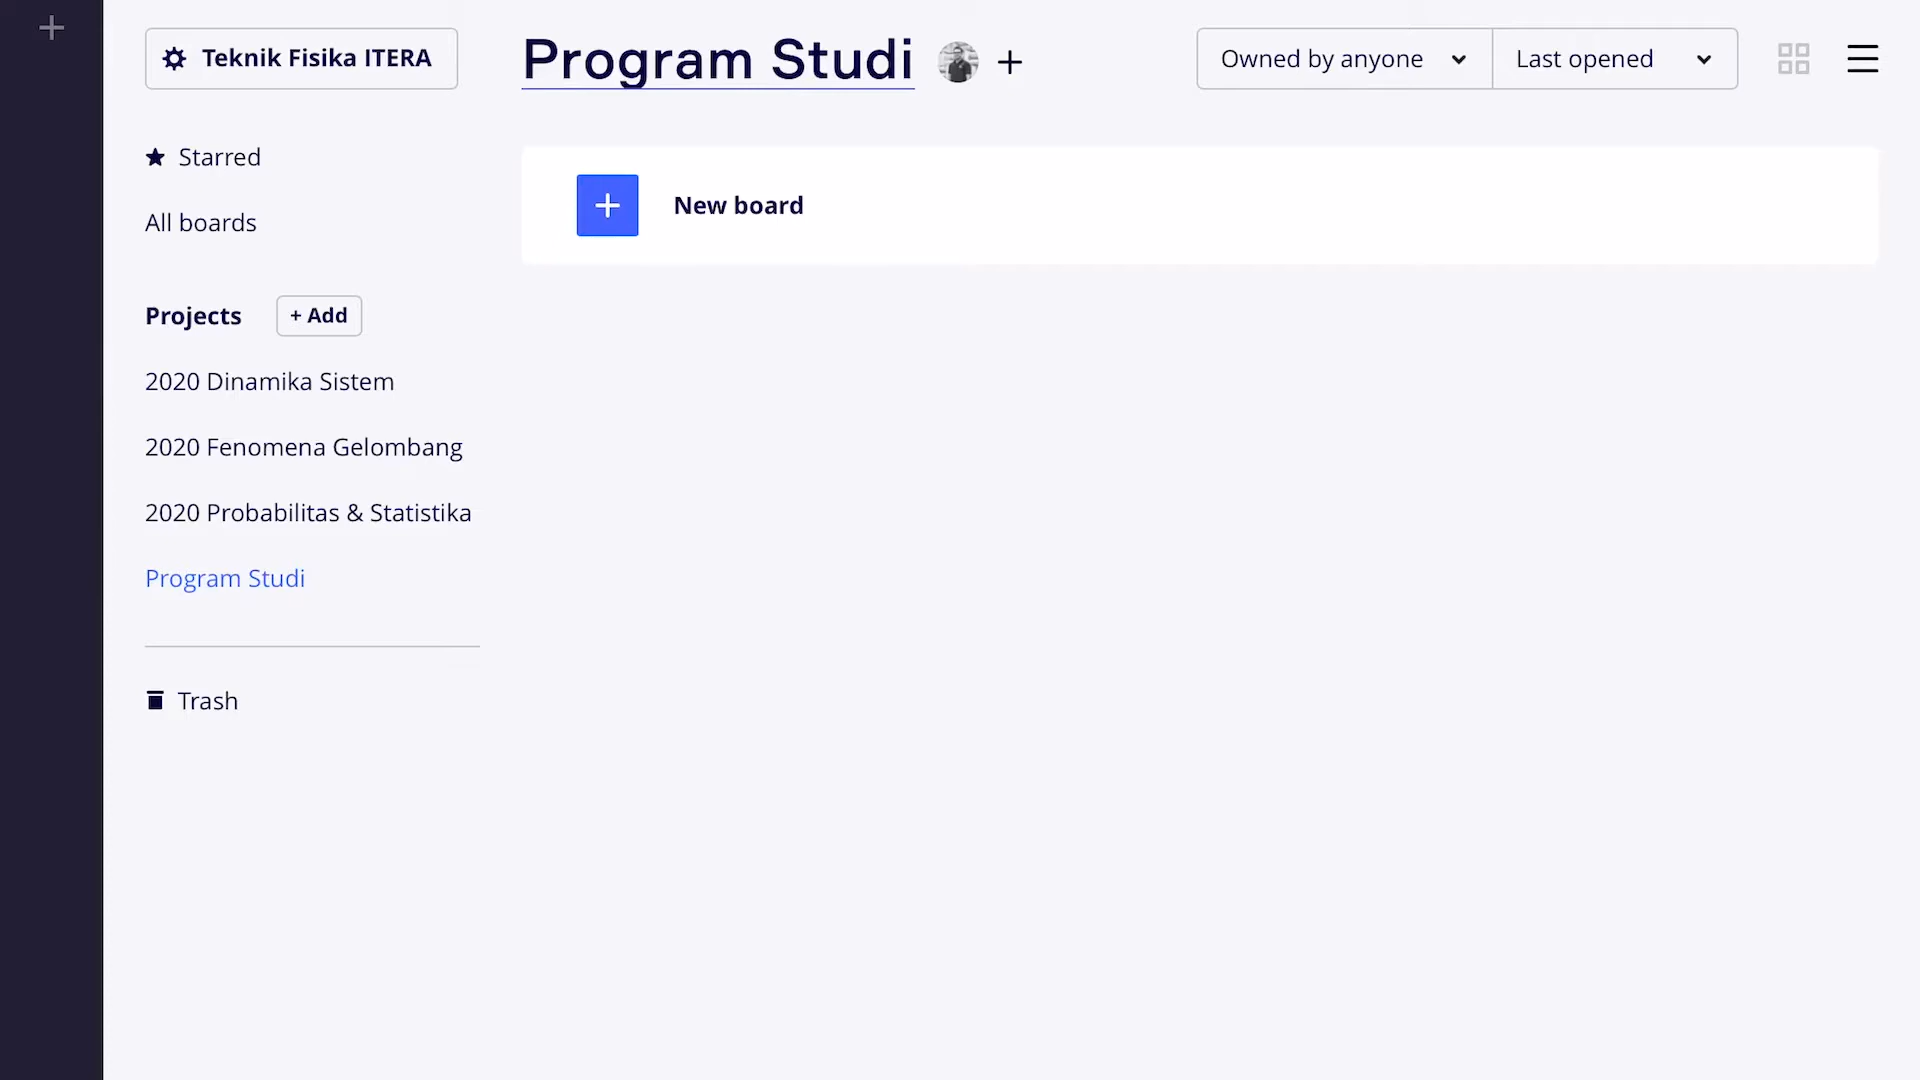 Teknik Fisika ITERA
Program Studi
Owned by anyone
Last opened
Starred
All boards
New board
Projects
+ Add
2020 Dinamika Sistem
2020 Fenomena Gelombang
2020 Probabilitas & Statistika
Program Studi
Trash